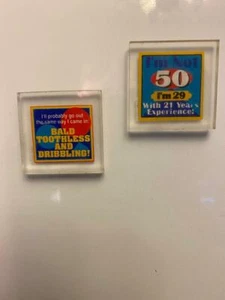 I'll probably go out
the same way I came in:
BALD
TOOTHLESS
AND
DRIBBLING!
I'm Not
50
I'm 29
With 21 Years
Experience!